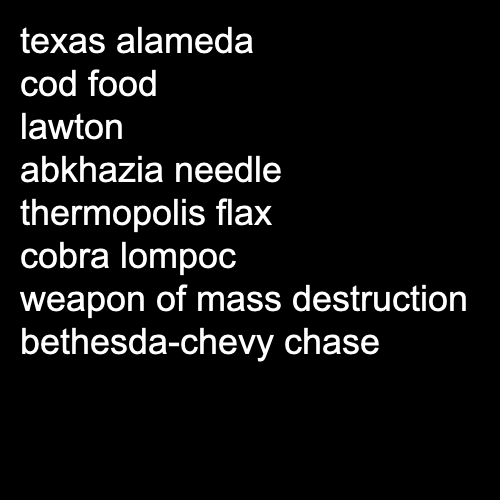 texas alameda
cod food
lawton
abkhazia needle
thermopolis flax
cobra lompoc
weapon of mass destruction
bethesda-chevy chase